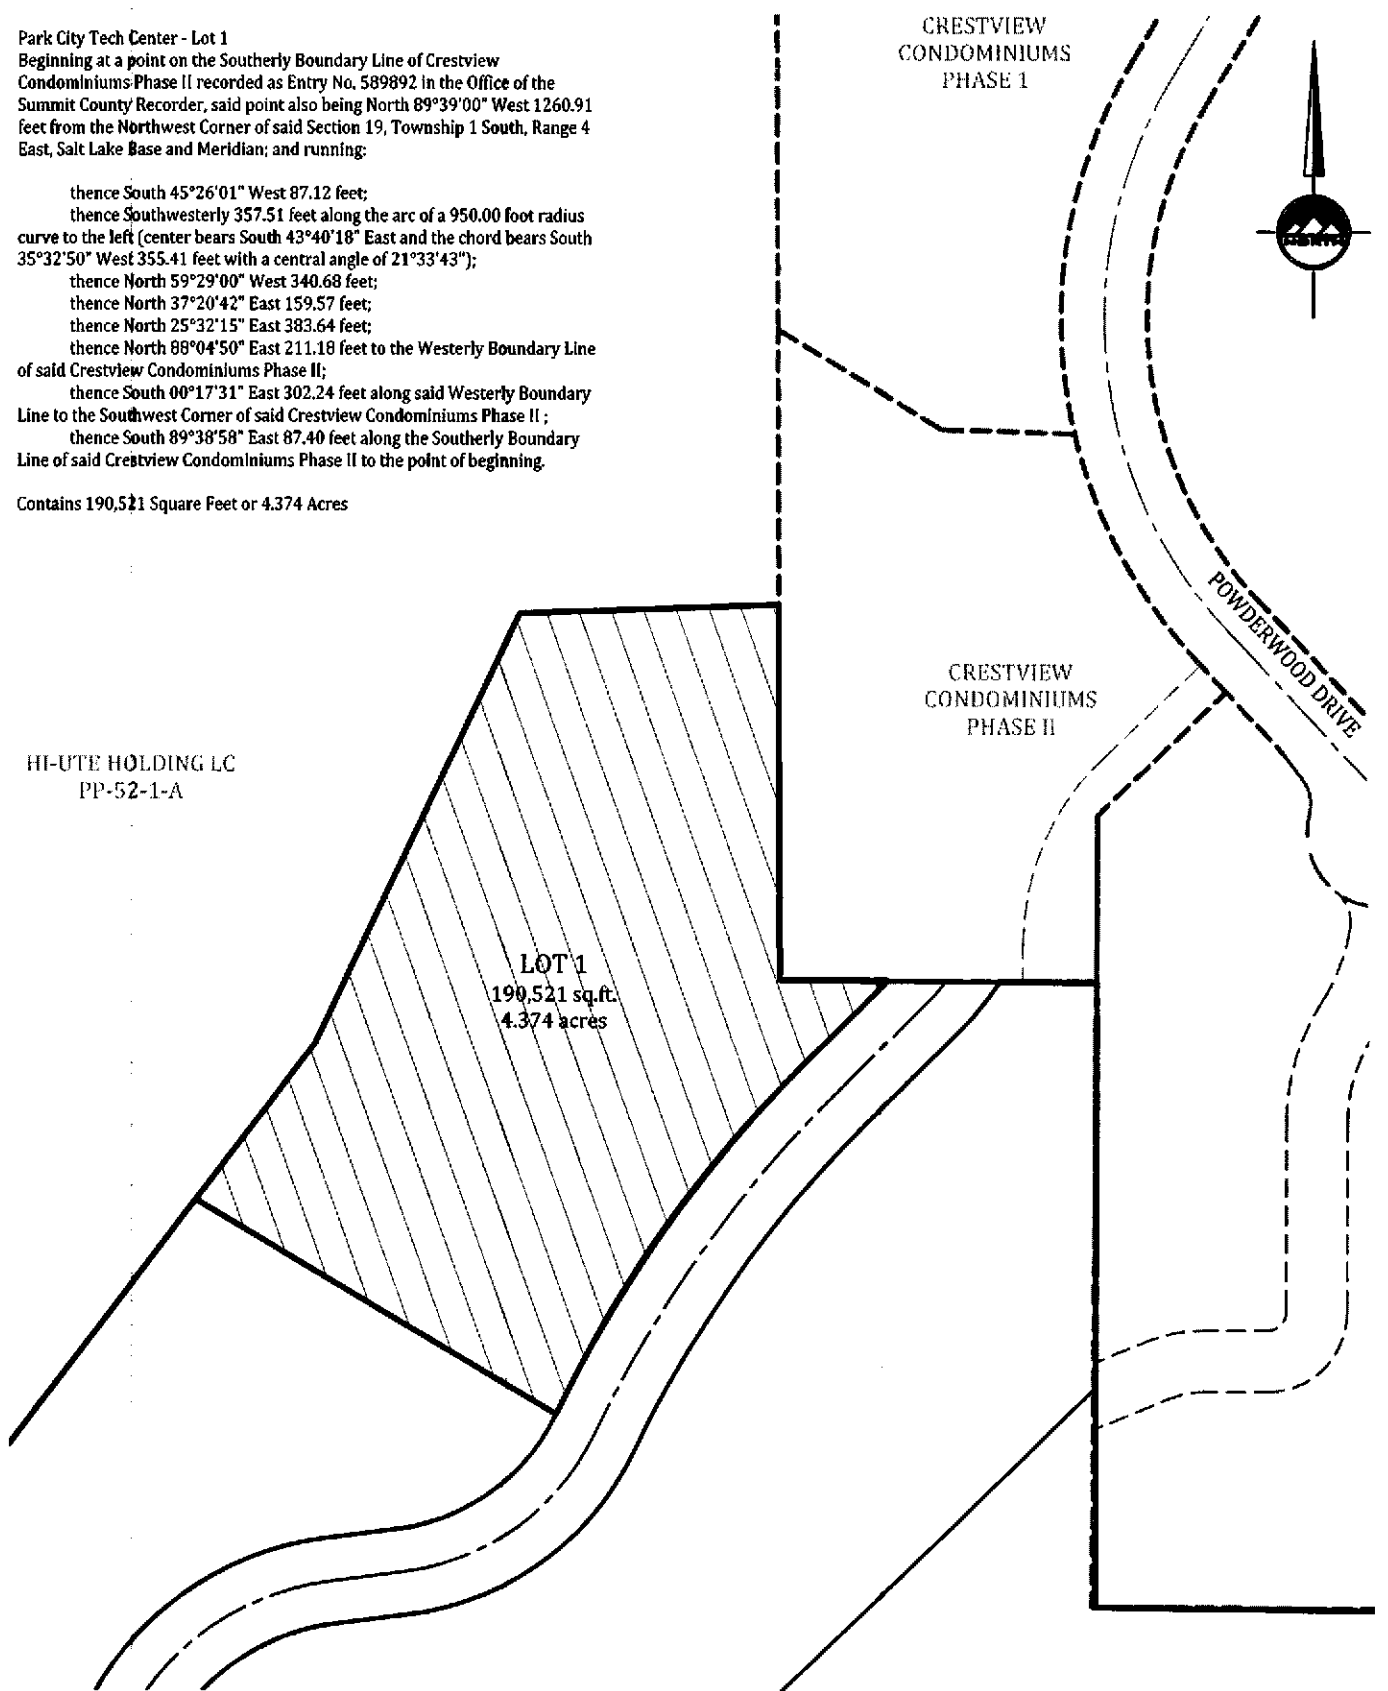 Park City Tech Center - Lot 1
Beginning at a point on the Southerly Boundary Line of Crestview
Condominiums Phase II recorded as Entry No. 589892 in the Office of the
Summit County Recorder, said point also being North 89°39'00" West 1260.91
feet from the Northwest Corner of said Section 19, Township 1 South, Range 4
East, Salt Lake Base and Meridian; and running:
thence South 45°26'01" West 87.12 feet;
thence Southwesterly 357.51 feet along the arc of a 950.00 foot radius
curve to the left (center bears South 43°40'18" East and the chord bears South
35°32'50" West 355.41 feet with a central angle of 21°33'43");
thence North 59°29'00" West 340.68 feet;
thence North 37°20'42" East 159.57 feet;
thence North 25°32'15" East 383.64 feet;
thence North 88°04'50" East 211.18 feet to the Westerly Boundary Line
of said Crestview Condominiums Phase II;
thence South 00°17'31" East 302.24 feet along said Westerly Boundary
Line to the Southwest Corner of said Crestview Condominiums Phase II ;
thence South 89°38'58" East 87.40 feet along the Southerly Boundary
Line of said Crestview Condominiums Phase II to the point of beginning.
Contains 190,521 Square Feet or 4.374 Acres
CRESTVIEW
CONDOMINIUMS
PHASE 1
POWDERWOOD DRIVE
CRESTVIEW
CONDOMINIUMS
PHASE II
HI-UTE HOLDING LC
PP-52-1-A
LOT 1
190,521 sq.ft.
4.374 acres